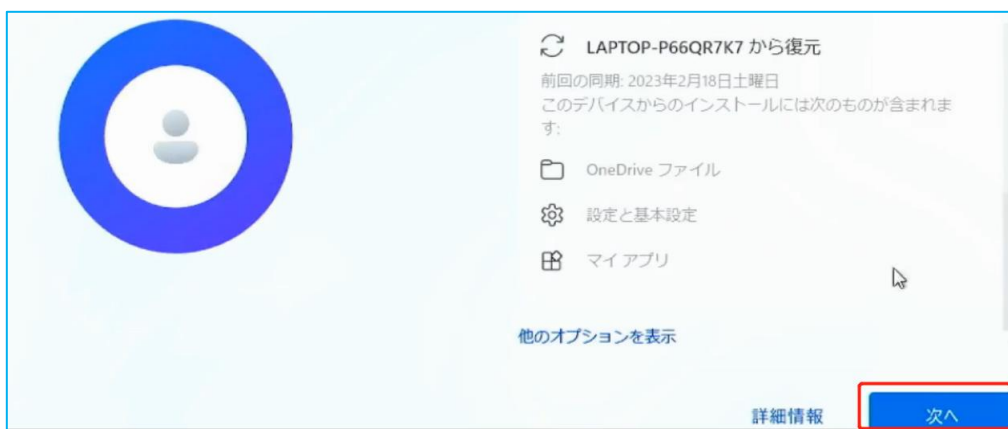 LAPTOP-P66QR7K7 から復元
前回の同期: 2023年2月18日土曜日
このデバイスからのインストールには次のものが含まれま
す:
OneDrive ファイル
設定と基本設定
マイ アプリ
他のオプションを表示
詳細情報
次へ